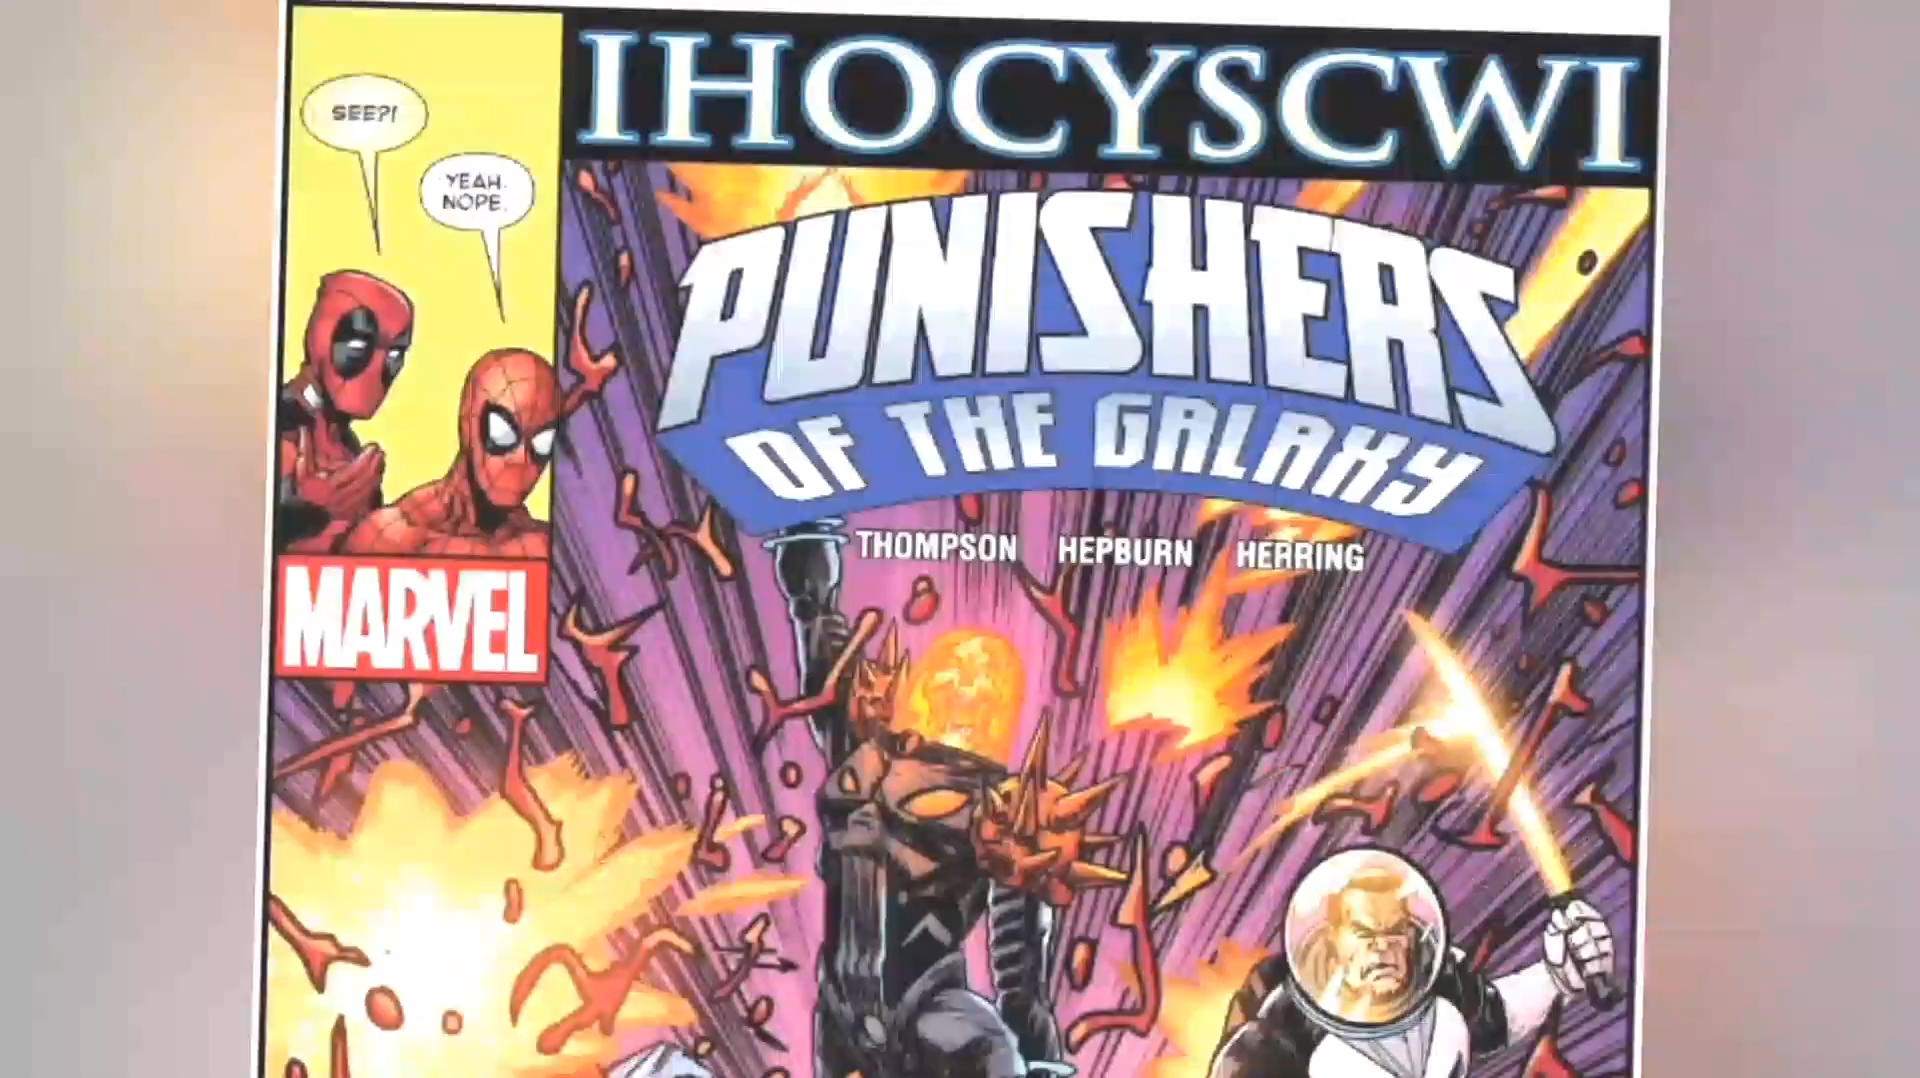 IHOCYSCWI
SEE?!
YEAH.
NOPE.
PUNISHERS
OF THE GALAXY
THOMPSON HEPBURN HERRING
MARVEL